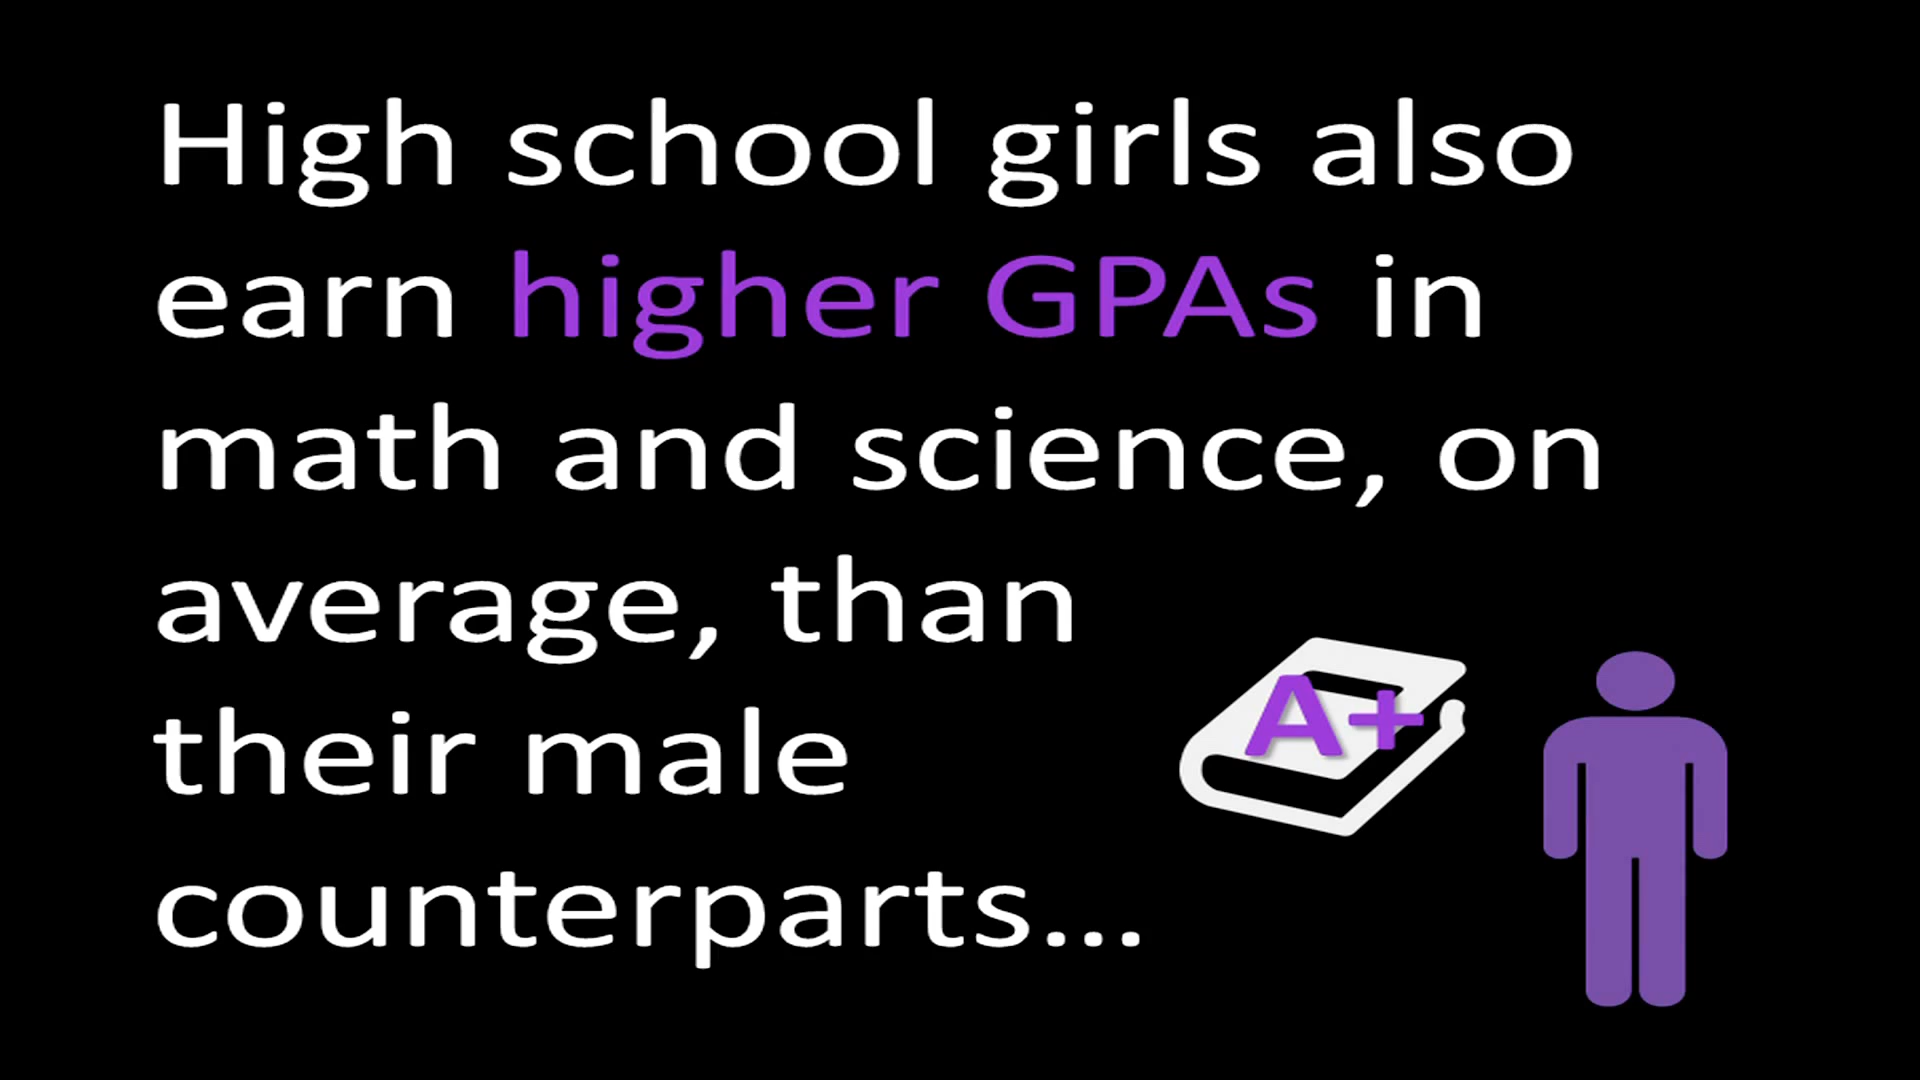 High school girls also
earn higher GPAs in
math and science, on
average, than
their male
counterparts...
A+